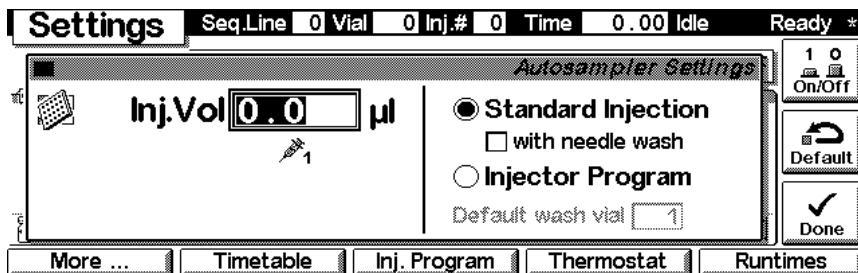 Settings Seq.Line 0 Vial 0 Inj.# 0 Time 0.00 Idle Ready *
Autosampler Settings
1 0
On/Off
Inj.Vol 0.0 µl
1
Standard Injection
with needle wash
Injector Program
Default wash vial 1
Default
Done
More ... Timetable Inj. Program Thermostat Runtimes